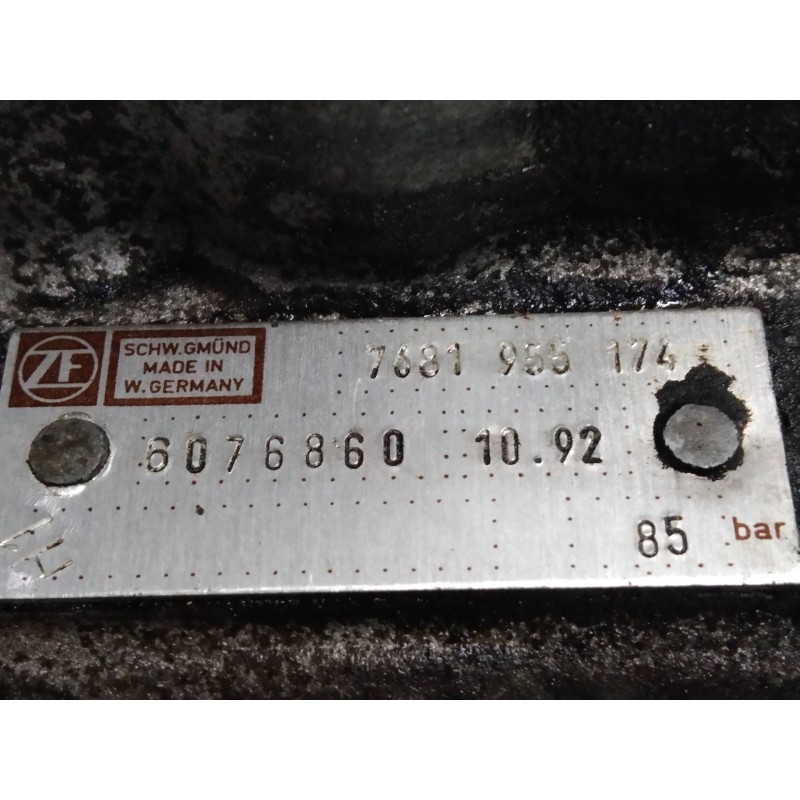 ZF
SCHW.GMÜND
MADE IN
W.GERMANY
7681 955 174
6076860 10.92
85 bar